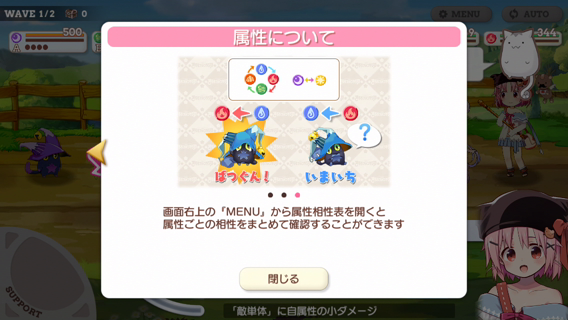 WAVE 1/2
0
MENU
AUTO
500
344
属性について
ばつぐん!
いまいち
?
画面右上の「MENU」から属性相性表を開くと
属性ごとの相性をまとめて確認することができます
閉じる
SUPPORT
「敵単体」に自属性の小ダメージ